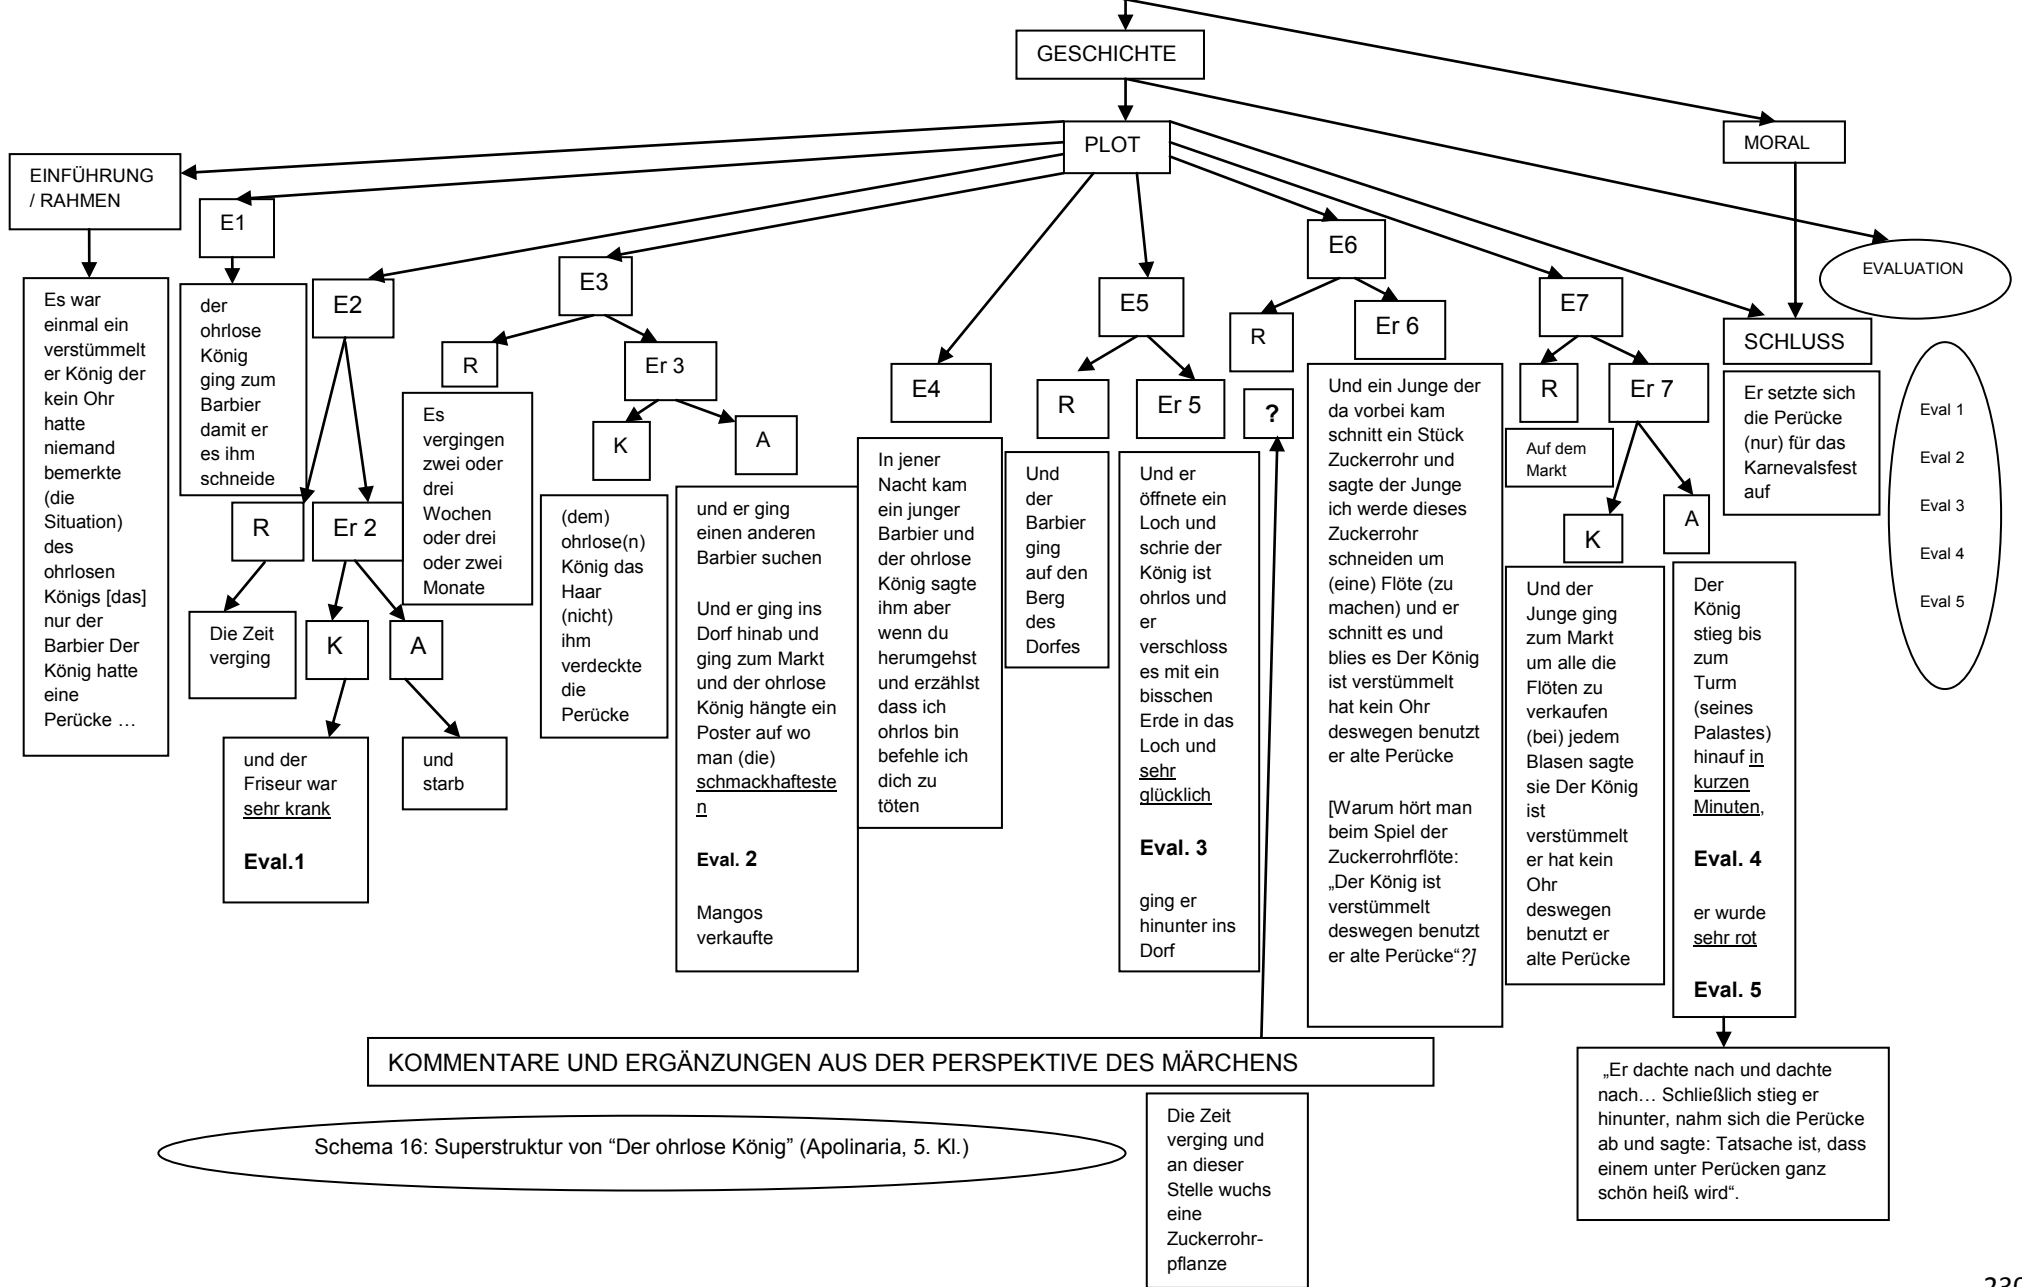 GESCHICHTE
PLOT
MORAL
EINFÜHRUNG
/ RAHMEN
Es war
einmal ein
verstümmelt
er König der
kein Ohr
hatte
niemand
bemerkte
(die
Situation)
des
ohrlosen
Königs [das]
nur der
Barbier Der
König hatte
eine
Perücke …
E1
der
ohrlose
König
ging zum
Barbier
damit er
es ihm
schneide
E2
R
Er 2
Die Zeit
verging
K
A
und der
Friseur war
sehr krank
Eval.1
und
starb
E3
R
Er 3
Es
vergingen
zwei oder
drei
Wochen
oder drei
oder zwei
Monate
K
A
(dem)
ohrlose(n)
König das
Haar
(nicht)
ihm
verdeckte
die
Perücke
und er ging
einen anderen
Barbier suchen
Und er ging ins
Dorf hinab und
ging zum Markt
und der ohrlose
König hängte ein
Poster auf wo
man (die)
schmackhafteste
n
Eval. 2
Mangos
verkaufte
E4
In jener
Nacht kam
ein junger
Barbier und
der ohrlose
König sagte
ihm aber
wenn du
herumgehst
und erzählst
dass ich
ohrlos bin
befehle ich
dich zu
töten
E5
R
Er 5
Und
der
Barbier
ging
auf den
Berg
des
Dorfes
Und er
öffnete ein
Loch und
schrie der
König ist
ohrlos und
er
verschloss
es mit ein
bisschen
Erde in das
Loch und
sehr
glücklich
Eval. 3
ging er
hinunter ins
Dorf
E6
R
Er 6
?
Und ein Junge der
da vorbei kam
schnitt ein Stück
Zuckerrohr und
sagte der Junge
ich werde dieses
Zuckerrohr
schneiden um
(eine) Flöte (zu
machen) und er
schnitt es und
blies es Der König
ist verstümmelt
hat kein Ohr
deswegen benutzt
er alte Perücke
[Warum hört man
beim Spiel der
Zuckerrohrflöte:
„Der König ist
verstümmelt
deswegen benutzt
er alte Perücke“?]
E7
R
Er 7
Auf dem
Markt
K
A
Und der
Junge ging
zum Markt
um alle die
Flöten zu
verkaufen
(bei) jedem
Blasen sagte
sie Der König
ist
verstümmelt
er hat kein
Ohr
deswegen
benutzt er
alte Perücke
Der
König
stieg bis
zum
Turm
(seines
Palastes)
hinauf in
kurzen
Minuten,
Eval. 4
er wurde
sehr rot
Eval. 5
SCHLUSS
Er setzte sich
die Perücke
(nur) für das
Karnevalsfest
auf
EVALUATION
Eval 1
Eval 2
Eval 3
Eval 4
Eval 5
KOMMENTARE UND ERGÄNZUNGEN AUS DER PERSPEKTIVE DES MÄRCHENS
„Er dachte nach und dachte
nach… Schließlich stieg er
hinunter, nahm sich die Perücke
ab und sagte: Tatsache ist, dass
einem unter Perücken ganz
schön heiß wird“.
Schema 16: Superstruktur von “Der ohrlose König” (Apolinaria, 5. Kl.)
Die Zeit
verging und
an dieser
Stelle wuchs
eine
Zuckerrohr-
pflanze